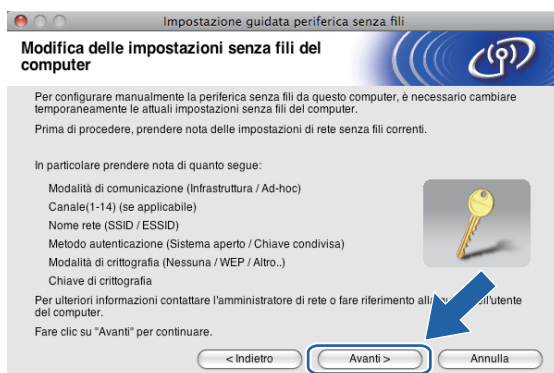 Impostazione guidata periferica senza fili
Modifica delle impostazioni senza fili del
computer
Per configurare manualmente la periferica senza fili da questo computer, è necessario cambiare
temporaneamente le attuali impostazioni senza fili del computer.
Prima di procedere, prendere nota delle impostazioni di rete senza fili correnti.
In particolare prendere nota di quanto segue:
Modalità di comunicazione (Infrastruttura / Ad-hoc)
Canale(1-14) (se applicabile)
Nome rete (SSID / ESSID)
Metodo autenticazione (Sistema aperto / Chiave condivisa)
Modalità di crittografia (Nessuna / WEP / Altro..)
Chiave di crittografia
Per ulteriori informazioni contattare l'amministratore di rete o fare riferimento
del computer.
Fare clic su "Avanti" per continuare.
< Indietro
Avanti >
Annulla